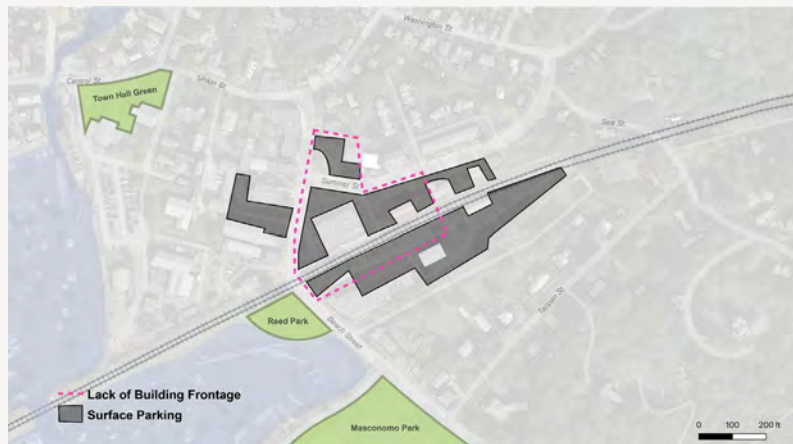 Washington St.
Central St.
Union St.
Town Hall Green
Sea St.
Summer St.
Tappan St.
Reed Park
Beach Street
Lack of Building Frontage
Surface Parking
Masconomo Park
0 100 200 ft